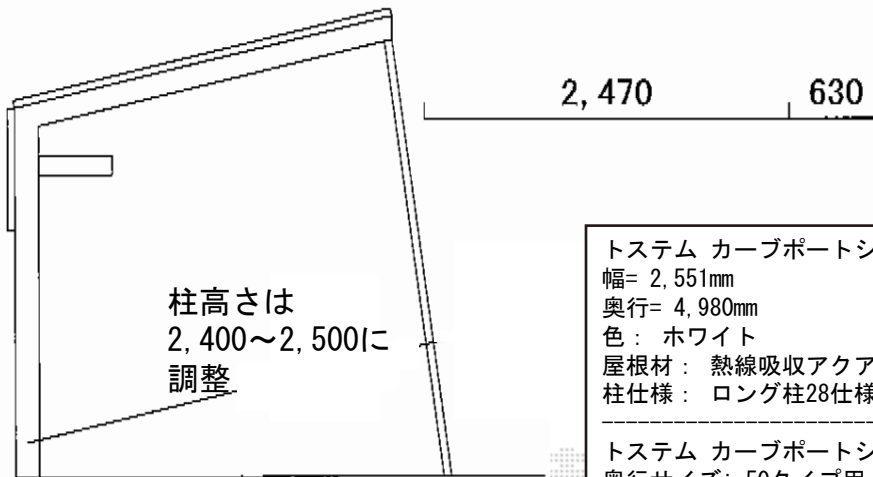 2,470
630
柱高さは
2,400～2,500に
調整
トステム カーブポートシ
幅= 2,551mm
奥行= 4,980mm
色： ホワイト
屋根材： 熱線吸収アクア
柱仕様： ロング柱28仕様
トステム カーブポートシ